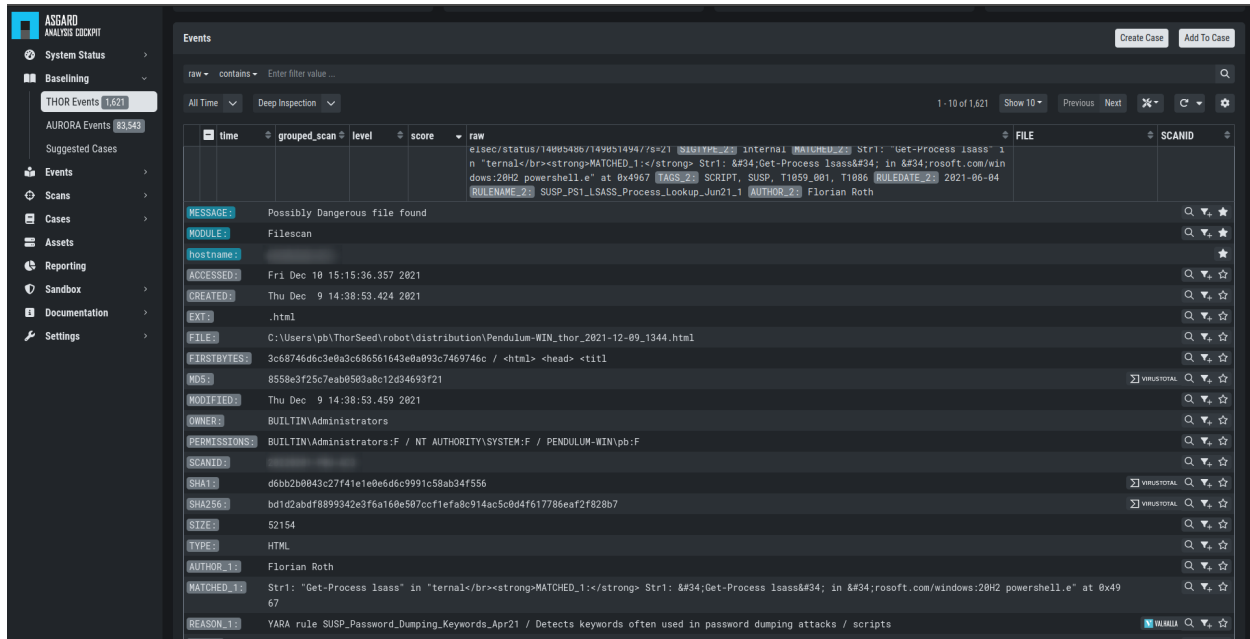 ASGARD
ANALYSIS COCKPIT
System Status
Baselining
THOR Events 1,621
AURORA Events 83,543
Suggested Cases
Events
Scans
Cases
Assets
Reporting
Sandbox
Documentation
Settings
Events
Create Case
Add To Case
raw contains Enter filter value ...
All Time Deep Inspection 1 - 10 of 1,621 Show 10 Previous Next
time grouped_scan level score raw FILE SCANID
elsec/status/1400548671490514947?s=21 SIGTYPE_2: internal MATCHED_2: Str1: "Get-Process lsass" i
n "ternal</br><strong>MATCHED_1:</strong> Str1: &#34;Get-Process lsass&#34; in &#34;rosoft.com/win
dows:20H2 powershell.e" at 0x4967 TAGS_2: SCRIPT, SUSP, T1059_001, T1086 RULEDATE_2: 2021-06-04
RULENAME_2: SUSP_PS1_LSASS_Process_Lookup_Jun21_1 AUTHOR_2: Florian Roth
MESSAGE: Possibly Dangerous file found
MODULE: Filescan
hostname:
ACCESSED: Fri Dec 10 15:15:36.357 2021
CREATED: Thu Dec 9 14:38:53.424 2021
EXT: .html
FILE: C:\Users\pb\ThorSeed\robot\distribution\Pendulum-WIN_thor_2021-12-09_1344.html
FIRSTBYTES: 3c68746d6c3e0a3c686561643e0a093c7469746c / <html> <head> <titl
MD5: 8558e3f25c7eab0503a8c12d34693f21 VIRUSTOTAL
MODIFIED: Thu Dec 9 14:38:53.459 2021
OWNER: BUILTIN\Administrators
PERMISSIONS: BUILTIN\Administrators:F / NT AUTHORITY\SYSTEM:F / PENDULUM-WIN\pb:F
SCANID:
SHA1: d6bb2b0043c27f41e1e0e6d6c9991c58ab34f556 VIRUSTOTAL
SHA256: bd1d2abdf8899342e3f6a160e507ccf1efa8c914ac5c0d4f617786eaf2f828b7 VIRUSTOTAL
SIZE: 52154
TYPE: HTML
AUTHOR_1: Florian Roth
MATCHED_1: Str1: "Get-Process lsass" in "ternal</br><strong>MATCHED_1:</strong> Str1: &#34;Get-Process lsass&#34; in &#34;rosoft.com/windows:20H2 powershell.e" at 0x49
67
REASON_1: YARA rule SUSP_Password_Dumping_Keywords_Apr21 / Detects keywords often used in password dumping attacks / scripts VALHALLA